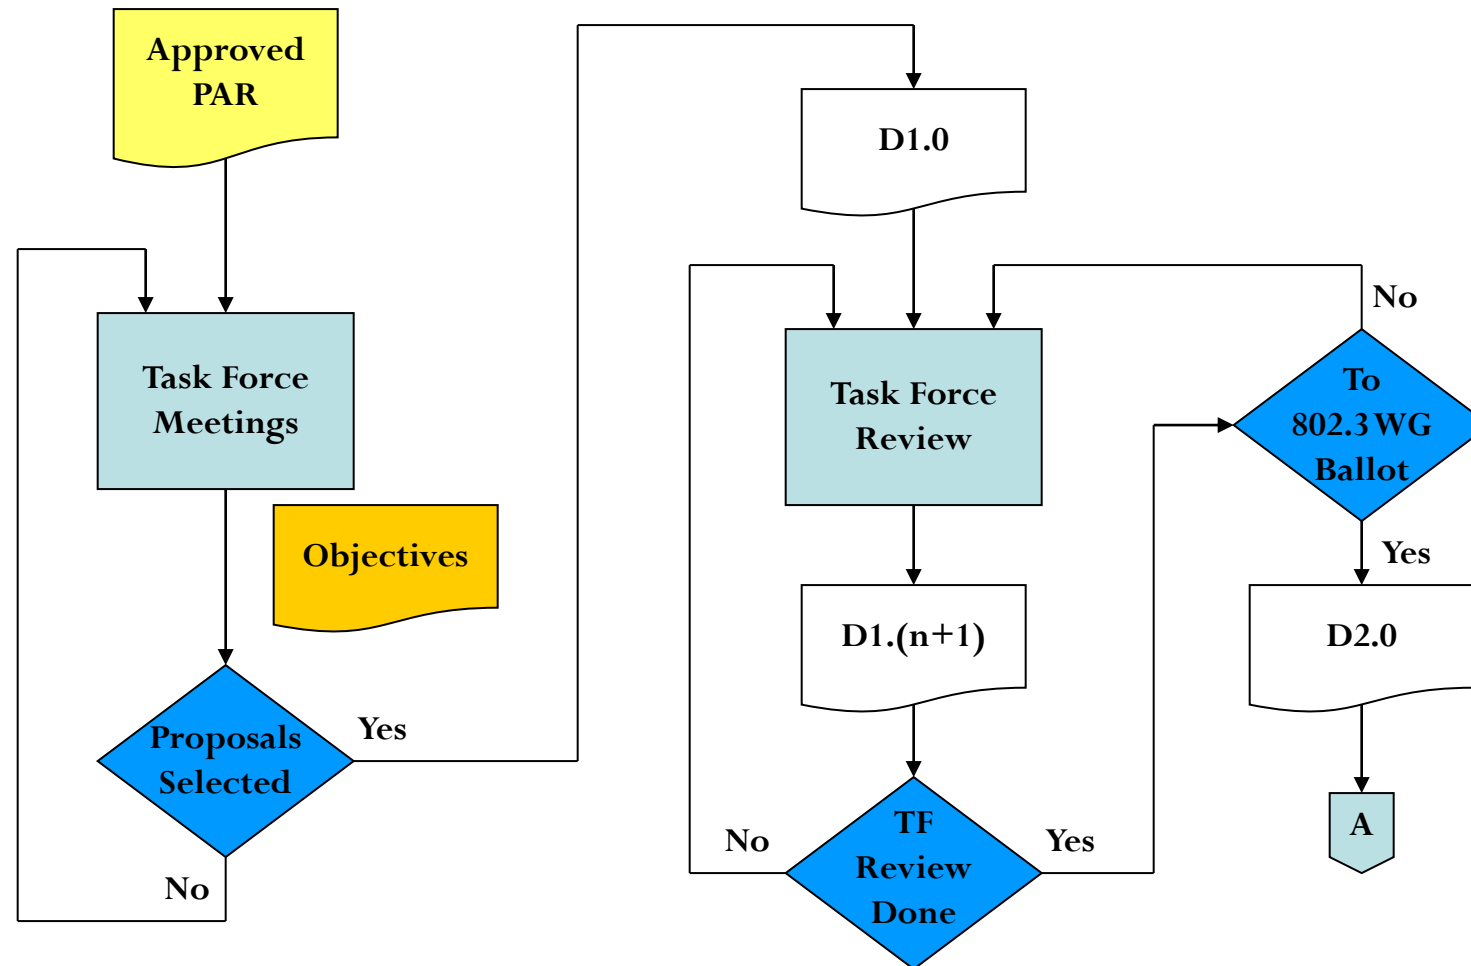 Approved
PAR
Task Force
Meetings
Objectives
Proposals
Selected
Yes
No
D1.0
Task Force
Review
D1.(n+1)
TF
Review
Done
No
Yes
To
802.3 WG
Ballot
No
Yes
D2.0
A